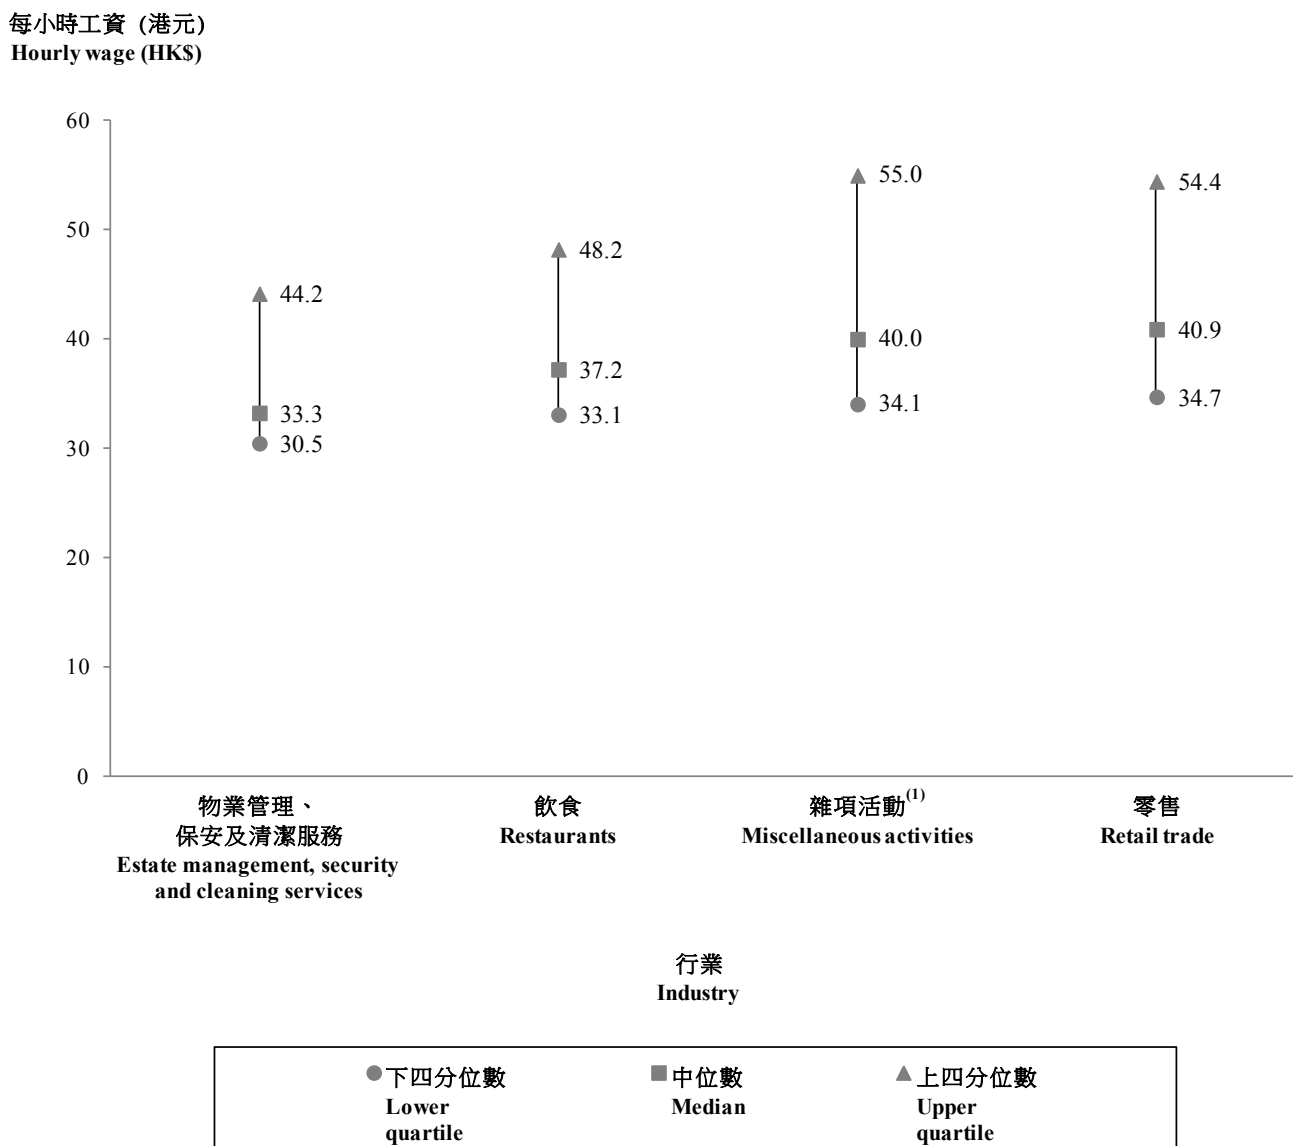 每小時工資 (港元)
Hourly wage (HK$)
60
50
40
30
20
10
0
44.2
33.3
30.5
48.2
37.2
33.1
55.0
40.0
34.1
54.4
40.9
34.7
物業管理、
保安及清潔服務
Estate management, security
and cleaning services
飲食
Restaurants
雜項活動(1)
Miscellaneous activities
零售
Retail trade
行業
Industry
下四分位數
Lower
quartile
中位數
Median
上四分位數
Upper
quartile